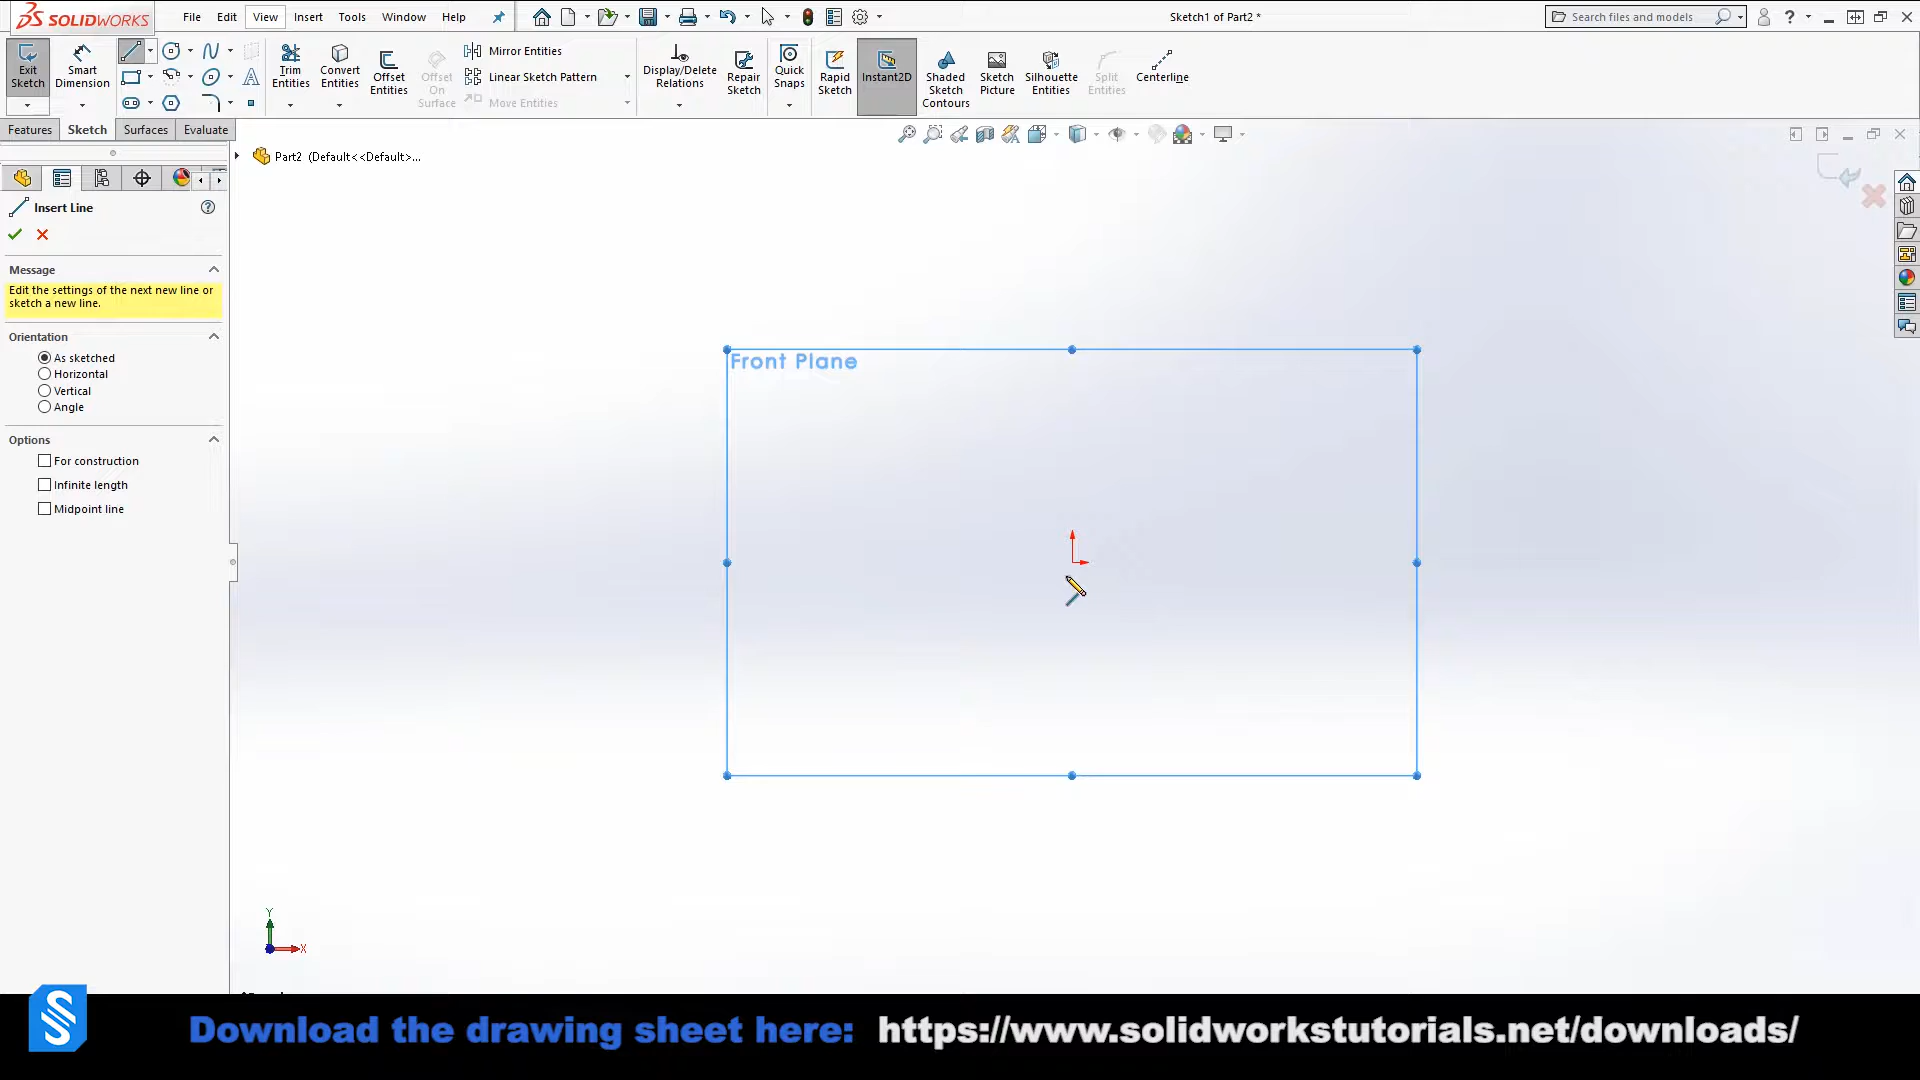 SOLIDWORKS File Edit View Insert Tools Window Help Sketch1 of Part2 * Search files and models
Exit Sketch Smart Dimension Trim Entities Convert Entities Offset Entities Offset On Surface Mirror Entities Linear Sketch Pattern Move Entities Display/Delete Relations Repair Sketch Quick Snaps Rapid Sketch Instant2D Shaded Sketch Contours Sketch Picture Silhouette Entities Split Entities Centerline
Features Sketch Surfaces Evaluate
Part2 (Default<<Default>...
Insert Line
Message
Edit the settings of the next new line or
sketch a new line.
Orientation
As sketched
Horizontal
Vertical
Angle
Options
For construction
Infinite length
Midpoint line
Front Plane
Y
X
Download the drawing sheet here: https://www.solidworkstutorials.net/downloads/